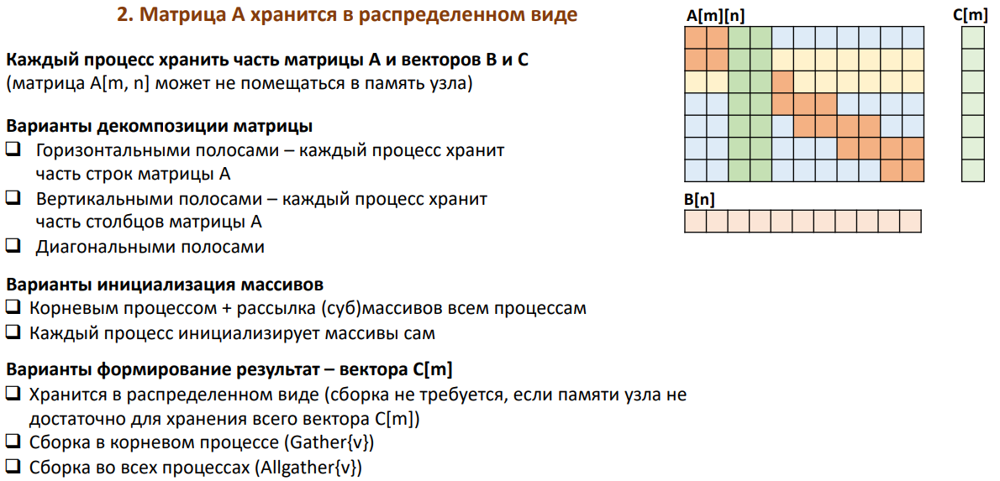 2. Матрица А хранится в распределенном виде
Каждый процесс хранить часть матрицы А и векторов В и С
(матрица A[m, n] может не помещаться в память узла)
Варианты декомпозиции матрицы
Горизонтальными полосами – каждый процесс хранит
часть строк матрицы А
Вертикальными полосами – каждый процесс хранит
часть столбцов матрицы А
Диагональными полосами
Варианты инициализация массивов
Корневым процессом + рассылка (суб)массивов всем процессам
Каждый процесс инициализирует массивы сам
Варианты формирование результат – вектора C[m]
Хранится в распределенном виде (сборка не требуется, если памяти узла не
достаточно для хранения всего вектора C[m])
Сборка в корневом процессе (Gather{v})
Сборка во всех процессах (Allgather{v})
A[m][n]
C[m]
B[n]